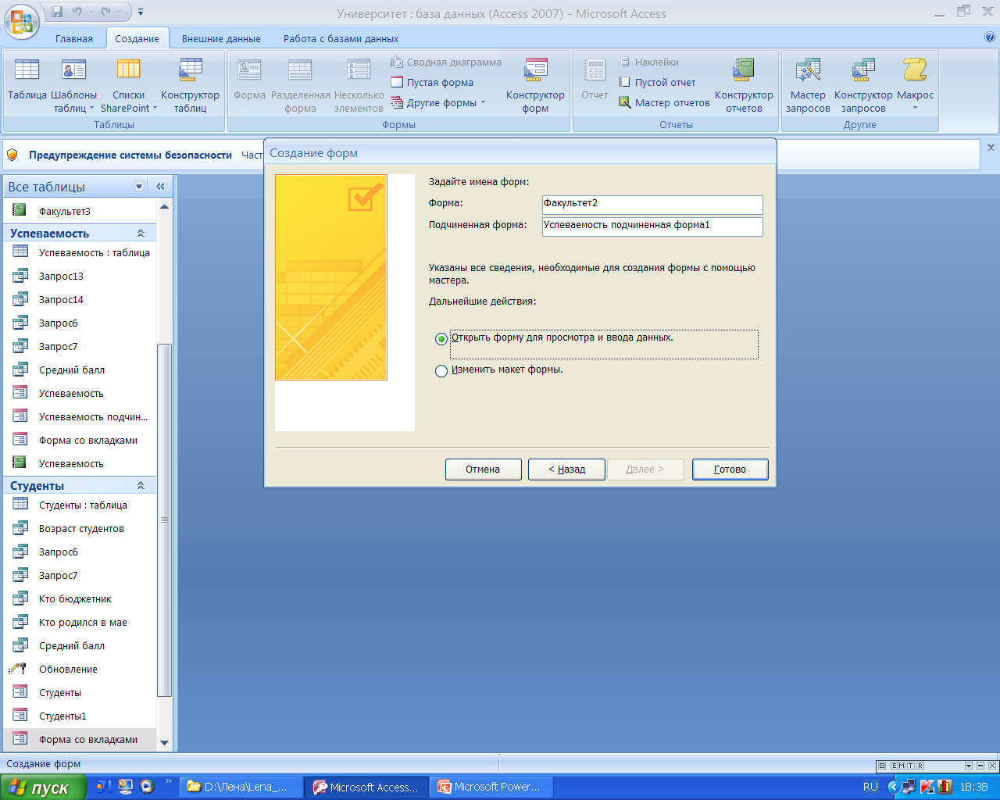 Университет : база данных (Access 2007) - Microsoft Access
Главная
Создание
Внешние данные
Работа с базами данных
Таблица
Шаблоны таблиц
Списки SharePoint
Конструктор таблиц
Таблицы
Форма
Разделенная форма
Несколько элементов
Сводная диаграмма
Пустая форма
Другие формы
Конструктор форм
Формы
Отчет
Наклейки
Пустой отчет
Мастер отчетов
Конструктор отчетов
Отчеты
Мастер запросов
Конструктор запросов
Макрос
Другие
Предупреждение системы безопасности
Част
Все таблицы
Факультет3
Успеваемость
Успеваемость : таблица
Запрос13
Запрос14
Запрос6
Запрос7
Средний балл
Успеваемость
Успеваемость подчин...
Форма со вкладками
Успеваемость
Студенты
Студенты : таблица
Возраст студентов
Запрос6
Запрос7
Кто бюджетник
Кто родился в мае
Средний балл
Обновление
Студенты
Студенты1
Форма со вкладками
Создание форм
Задайте имена форм:
Форма:
Факультет2
Подчиненная форма:
Успеваемость подчиненная форма1
Указаны все сведения, необходимые для создания формы с помощью
мастера.
Дальнейшие действия:
Открыть форму для просмотра и ввода данных.
Изменить макет формы.
Отмена
< Назад
Далее >
Готово
Создание форм
E M T R
пуск
D:\Лена\Lena_...
Microsoft Access...
Microsoft Power...
RU
18:38